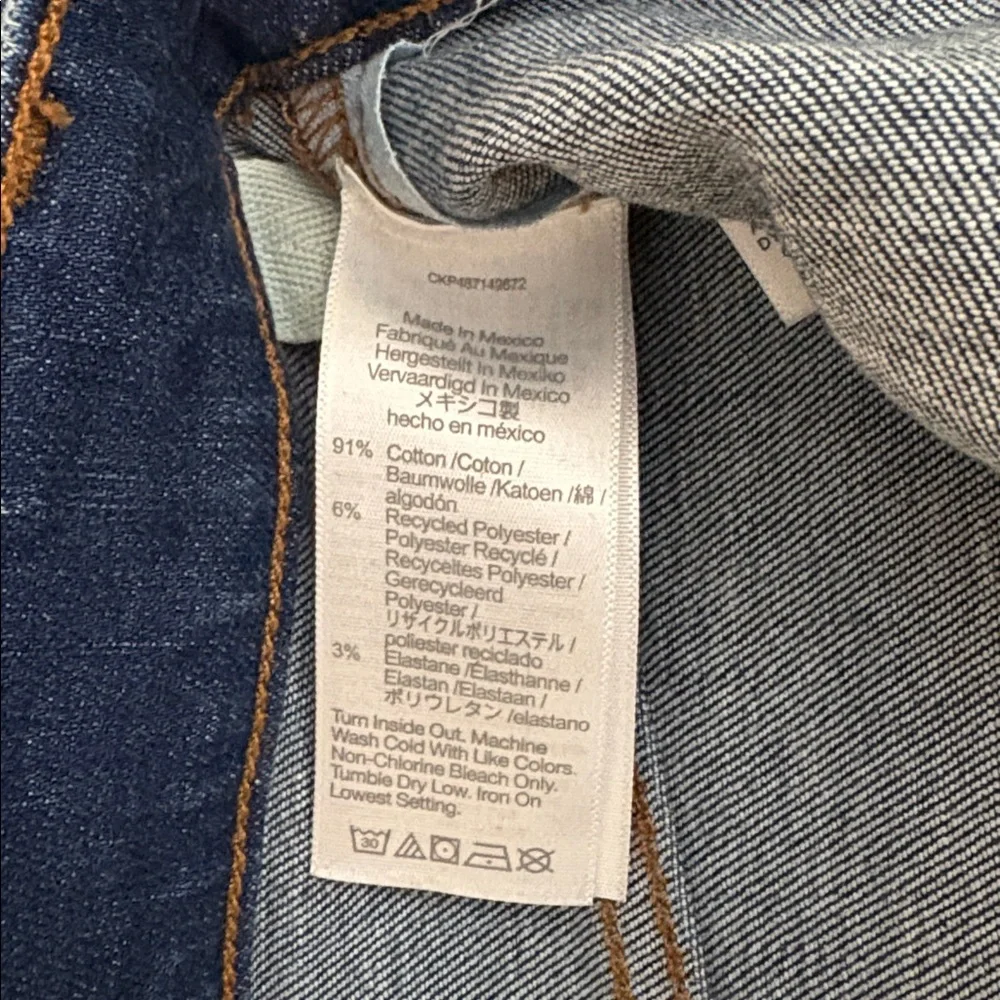 CKP487149672
Made In Mexico
Fabriqué Au Mexique
Hergestellt In Mexiko
Vervaardigd In Mexico
メキシコ製
hecho en méxico
91% Cotton /Coton /
Baumwolle /Katoen /綿 /
algodón
6% Recycled Polyester /
Polyester Recyclé /
Recyceltes Polyester /
Gerecycleerd
Polyester /
リサイクルポリエステル /
poliester reciclado
3% Elastane /Élasthanne /
Elastan /Elastaan /
ポリウレタン /elastano
Turn Inside Out. Machine
Wash Cold With Like Colors.
Non-Chlorine Bleach Only.
Tumble Dry Low. Iron On
Lowest Setting.
30